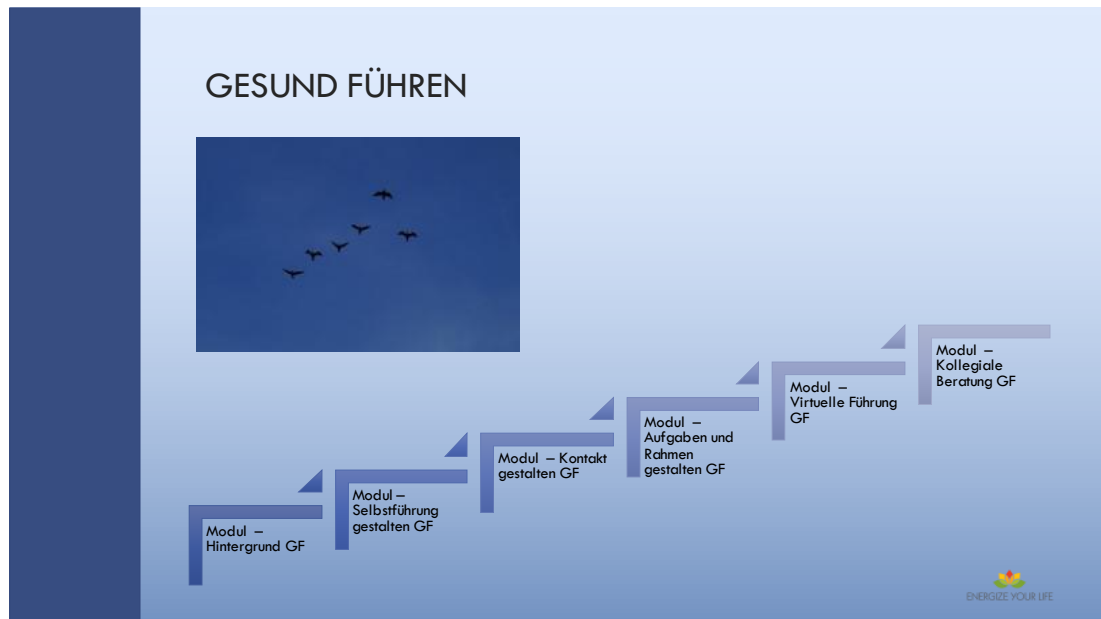 GESUND FÜHREN
Modul –
Hintergrund GF
Modul –
Selbstführung
gestalten GF
Modul – Kontakt
gestalten GF
Modul –
Aufgaben und
Rahmen
gestalten GF
Modul –
Virtuelle Führung
GF
Modul –
Kollegiale
Beratung GF
ENERGIZE YOUR LIFE